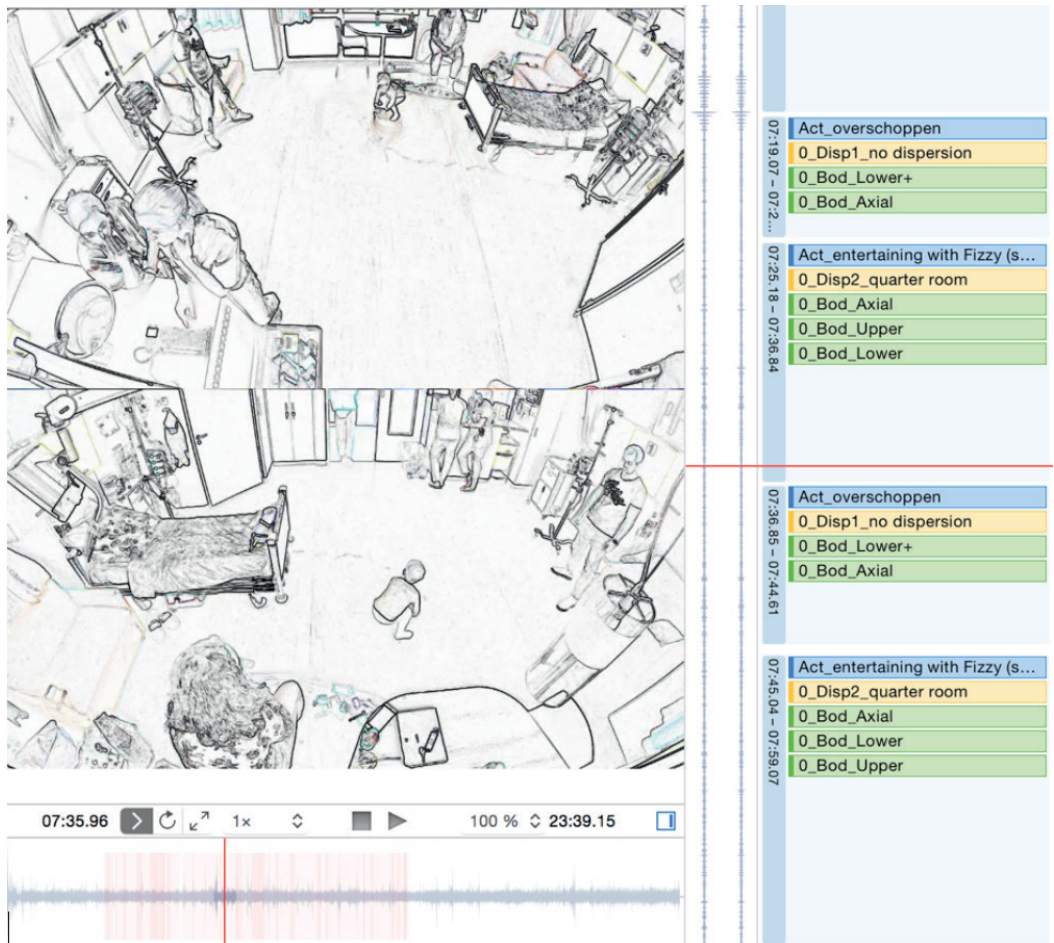 07:19.07 – 07:2...
Act_overschoppen
0_Disp1_no dispersion
0_Bod_Lower+
0_Bod_Axial
07:25.18 – 07:36.84
Act_entertaining with Fizzy (s...
0_Disp2_quarter room
0_Bod_Axial
0_Bod_Upper
0_Bod_Lower
07:36.85 – 07:44.61
Act_overschoppen
0_Disp1_no dispersion
0_Bod_Lower+
0_Bod_Axial
07:45.04 – 07:59.07
Act_entertaining with Fizzy (s...
0_Disp2_quarter room
0_Bod_Axial
0_Bod_Lower
0_Bod_Upper
07:35.96 1× 100 % 23:39.15